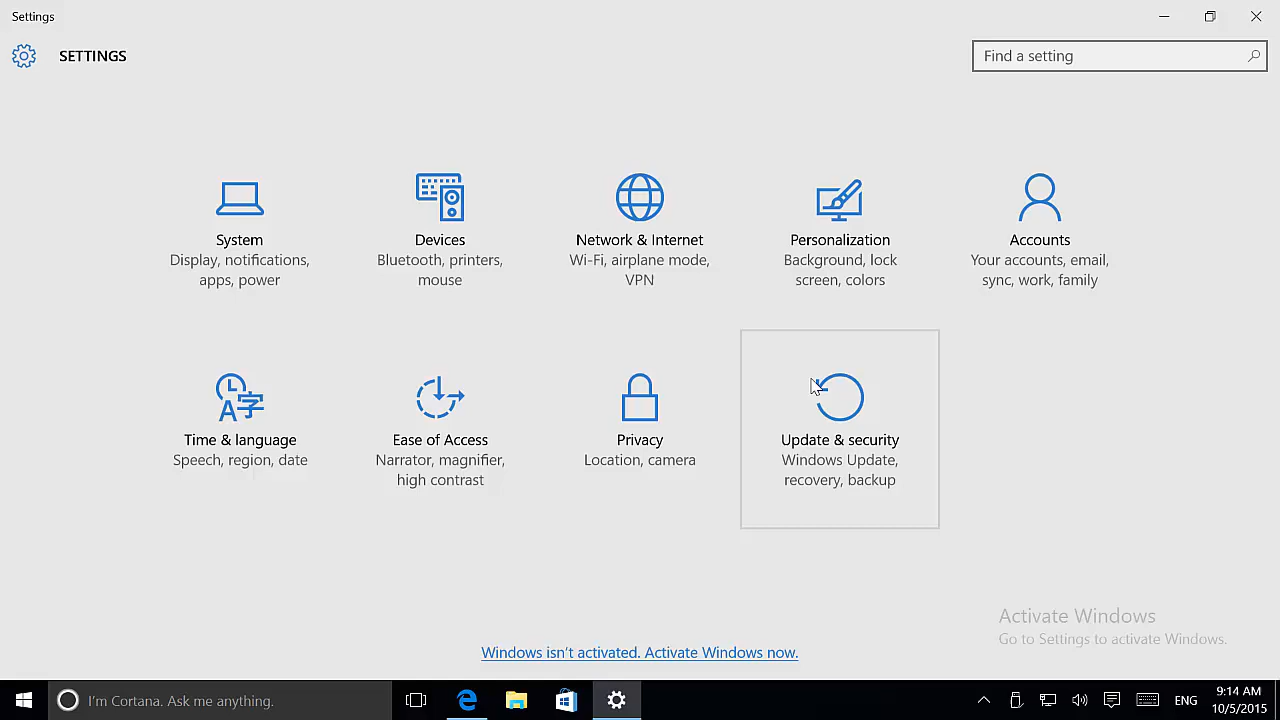 Settings
SETTINGS
Find a setting
System
Display, notifications,
apps, power
Devices
Bluetooth, printers,
mouse
Network & Internet
Wi-Fi, airplane mode,
VPN
Personalization
Background, lock
screen, colors
Accounts
Your accounts, email,
sync, work, family
Time & language
Speech, region, date
Ease of Access
Narrator, magnifier,
high contrast
Privacy
Location, camera
Update & security
Windows Update,
recovery, backup
Activate Windows
Go to Settings to activate Windows.
Windows isn't activated. Activate Windows now.
I'm Cortana. Ask me anything.
ENG
9:14 AM
10/5/2015